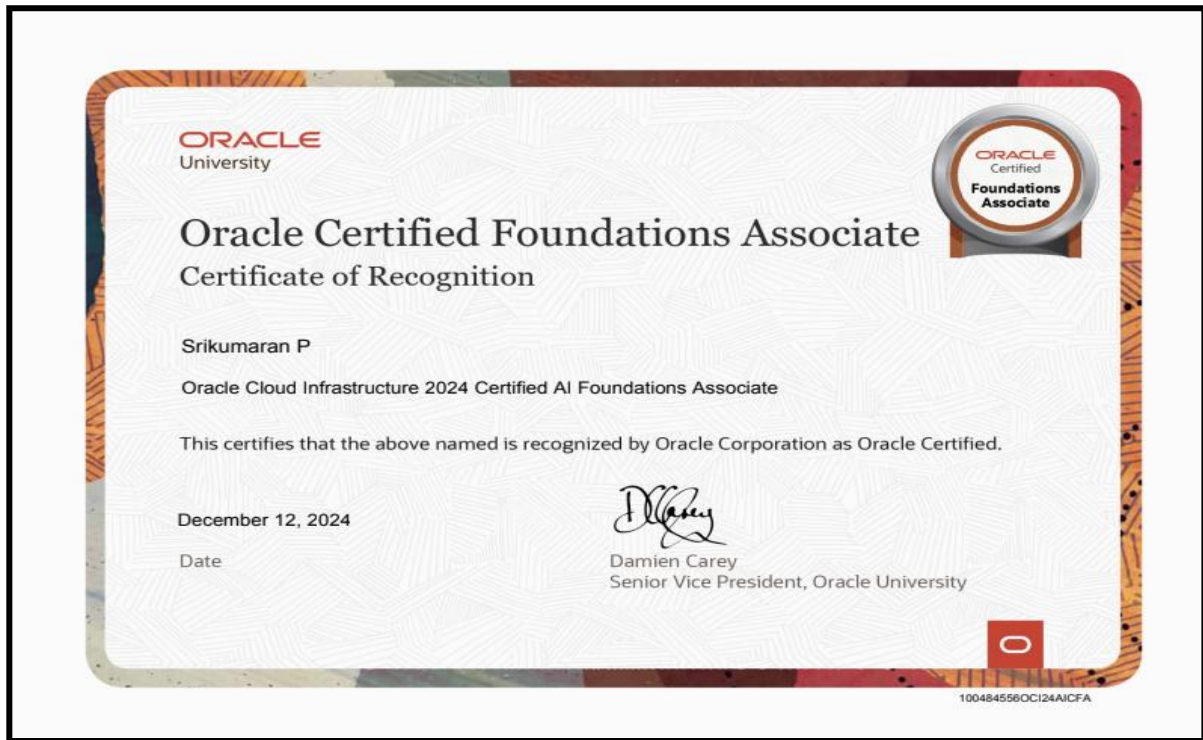 ORACLE
University
ORACLE
Certified
Foundations
Associate
Oracle Certified Foundations Associate
Certificate of Recognition
Srikumaran P
Oracle Cloud Infrastructure 2024 Certified AI Foundations Associate
This certifies that the above named is recognized by Oracle Corporation as Oracle Certified.
December 12, 2024
Date
DCCarey
Damien Carey
Senior Vice President, Oracle University
100484556OCI24AICFA